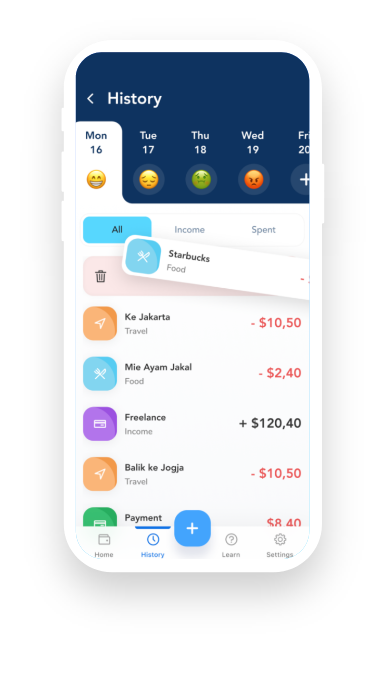 History
Mon Tue Thu Wed Fri
16 17 18 19 20
All Income Spent
Starbucks
Food
Ke Jakarta
Travel
- $10,50
Mie Ayam Jakal
Food
- $2,40
Freelance
Income
+ $120,40
Balik ke Jogja
Travel
- $10,50
Payment
$8,40
Home History Learn Settings